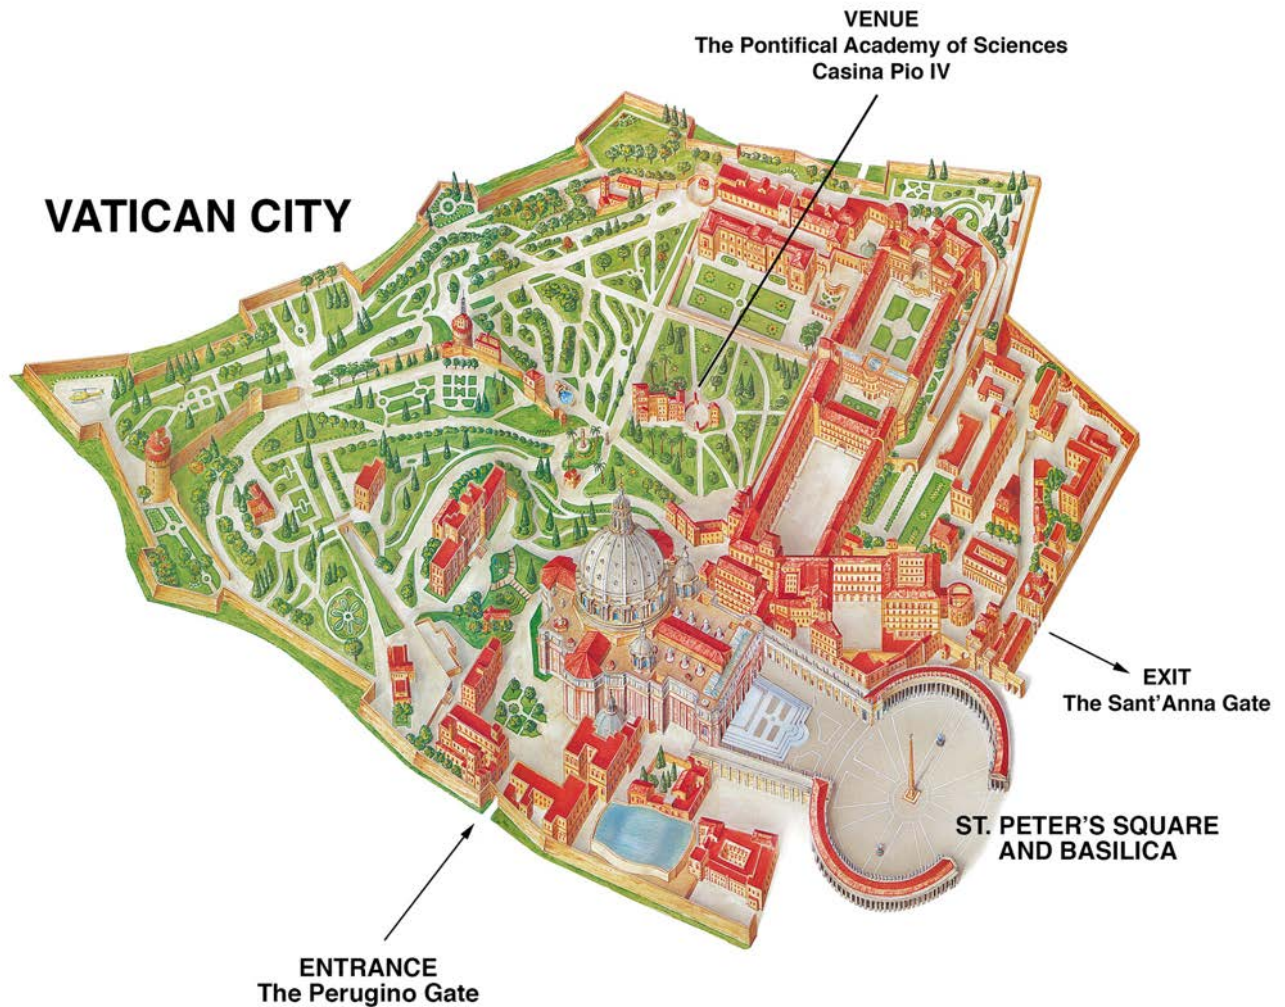 VENUE
The Pontifical Academy of Sciences
Casina Pio IV
VATICAN CITY
EXIT
The Sant'Anna Gate
ST. PETER'S SQUARE
AND BASILICA
ENTRANCE
The Perugino Gate